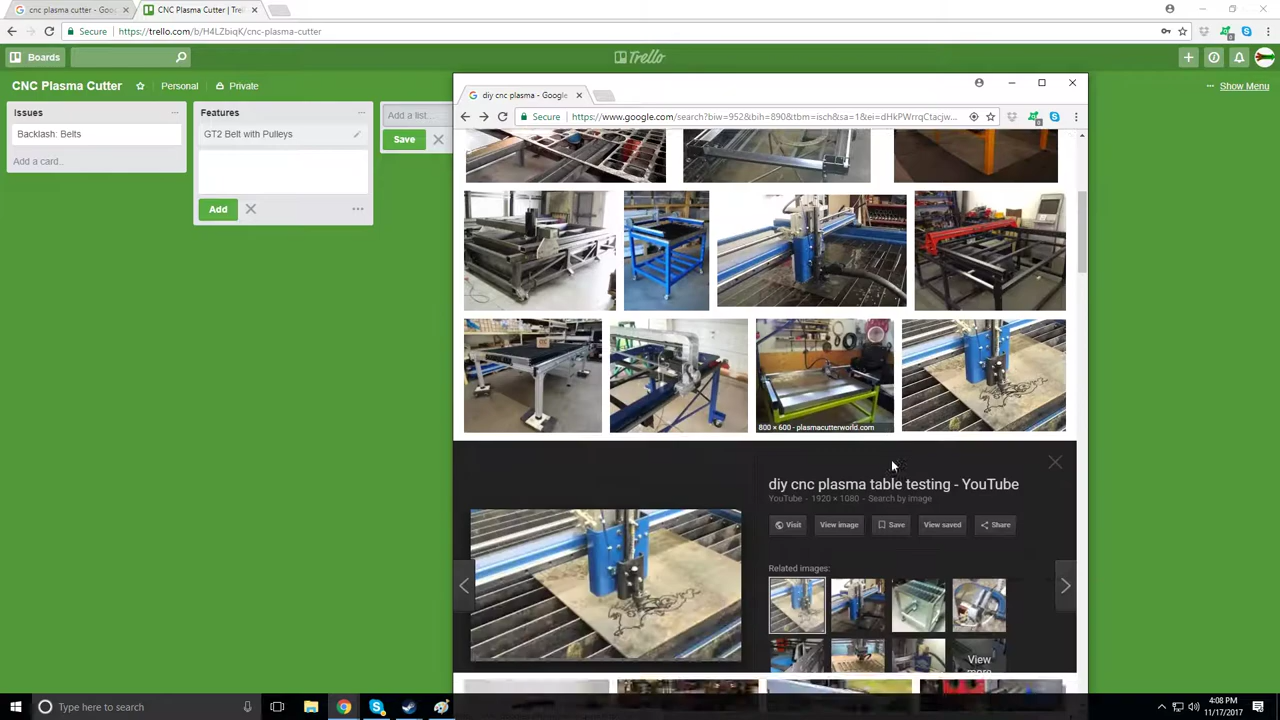 cnc plasma cutter - Goo
CNC Plasma Cutter | Trel
Secure
https://trello.com/b/H4LZbiqK/cnc-plasma-cutter
Boards
Trello
CNC Plasma Cutter
Personal
Private
Show Menu
Issues
Backlash: Belts
Add a card...
Features
GT2 Belt with Pulleys
Add
Add a list...
Save
diy cnc plasma - Google
Secure
https://www.google.com/search?biw=952&bih=890&tbm=isch&sa=1&ei=dHkPWrrqCtacjw...
800 × 600 - plasmacutterworld.com
diy cnc plasma table testing - YouTube
YouTube - 1920 × 1080 - Search by image
Visit
View image
Save
View saved
Share
Related images:
View
more
Type here to search
4:08 PM
11/17/2017